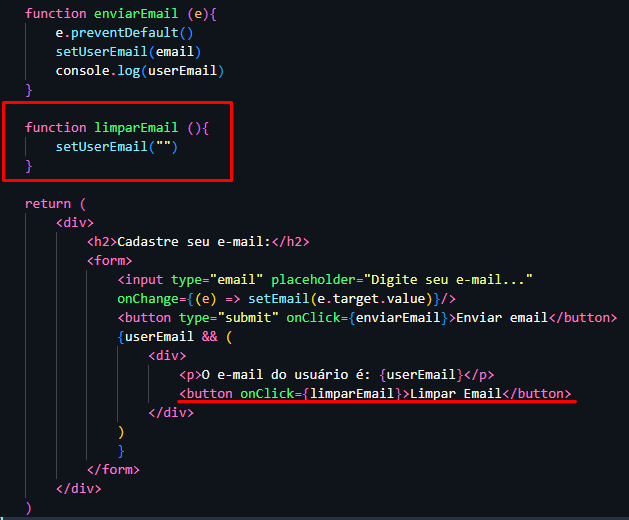 function enviarEmail (e){
e.preventDefault()
setUserEmail(email)
console.log(userEmail)
}
function limparEmail (){
setUserEmail("")
}
return (
<div>
<h2>Cadastre seu e-mail:</h2>
<form>
<input type="email" placeholder="Digite seu e-mail..."
onChange={(e) => setEmail(e.target.value)}/>
<button type="submit" onClick={enviarEmail}>Enviar email</button>
{userEmail && (
<div>
<p>O e-mail do usuário é: {userEmail}</p>
<button onClick={limparEmail}>Limpar Email</button>
</div>
)
}
</form>
</div>
)